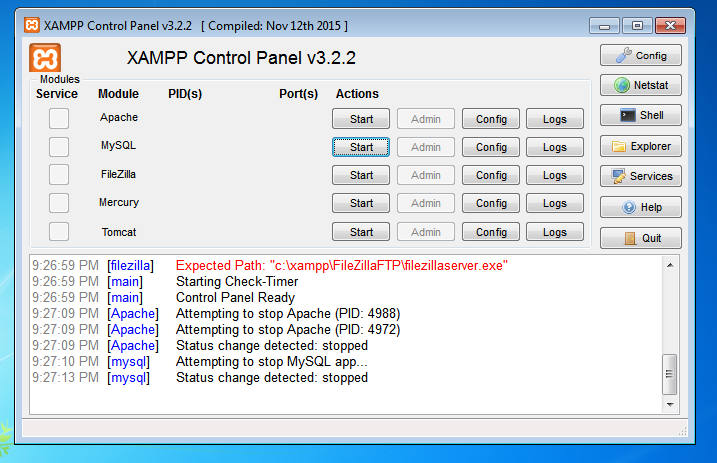 XAMPP Control Panel v3.2.2 [ Compiled: Nov 12th 2015 ]
XAMPP Control Panel v3.2.2
Config
Modules
Service Module PID(s) Port(s) Actions
Netstat
Apache Start Admin Config Logs
Shell
MySQL Start Admin Config Logs
Explorer
FileZilla Start Admin Config Logs
Services
Mercury Start Admin Config Logs
Help
Tomcat Start Admin Config Logs
Quit
9:26:59 PM [filezilla] Expected Path: "c:\xampp\FileZillaFTP\filezillaserver.exe"
9:26:59 PM [main] Starting Check-Timer
9:26:59 PM [main] Control Panel Ready
9:27:09 PM [Apache] Attempting to stop Apache (PID: 4988)
9:27:09 PM [Apache] Attempting to stop Apache (PID: 4972)
9:27:09 PM [Apache] Status change detected: stopped
9:27:10 PM [mysql] Attempting to stop MySQL app...
9:27:13 PM [mysql] Status change detected: stopped